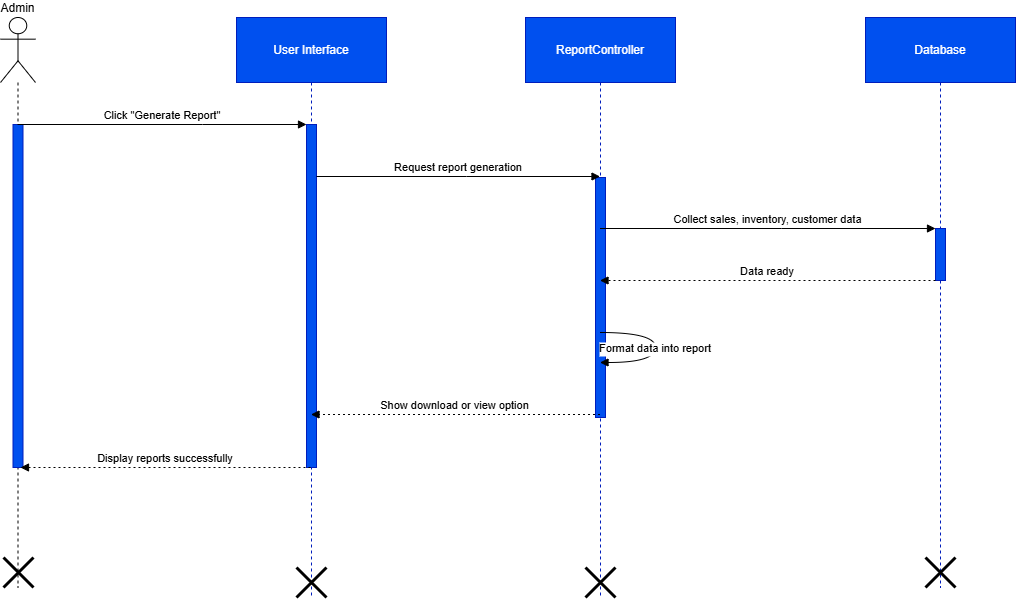 Admin
User Interface
ReportController
Database
Click "Generate Report"
Request report generation
Collect sales, inventory, customer data
Data ready
Format data into report
Show download or view option
Display reports successfully